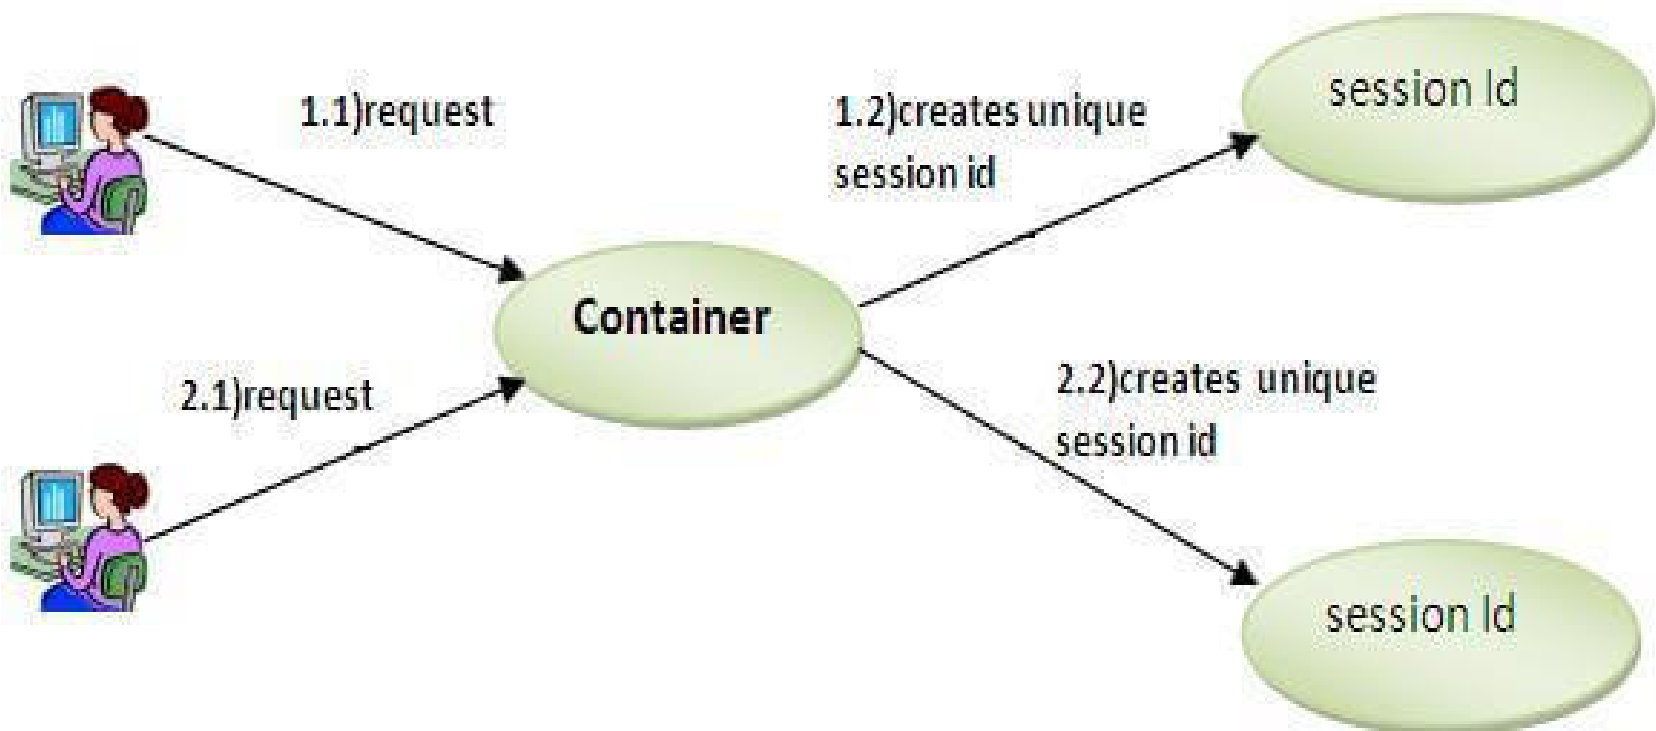 1.1)request
1.2)creates unique
session id
session Id
Container
2.1)request
2.2)creates unique
session id
session Id